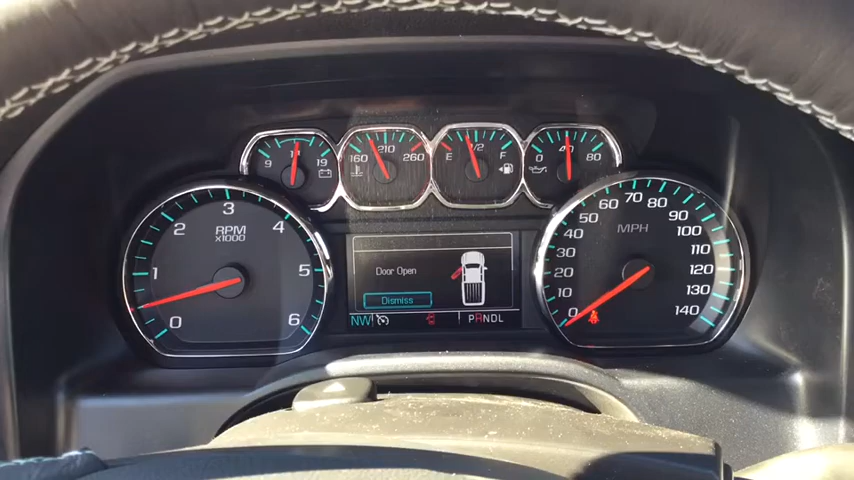 9 14 19
160 210 260
E 1/2 F
0 40 80
RPM
x1000
0 1 2 3 4 5 6
Door Open
Dismiss
NW
PRNDL
MPH
0 10 20 30 40 50 60 70 80 90 100 110 120 130 140